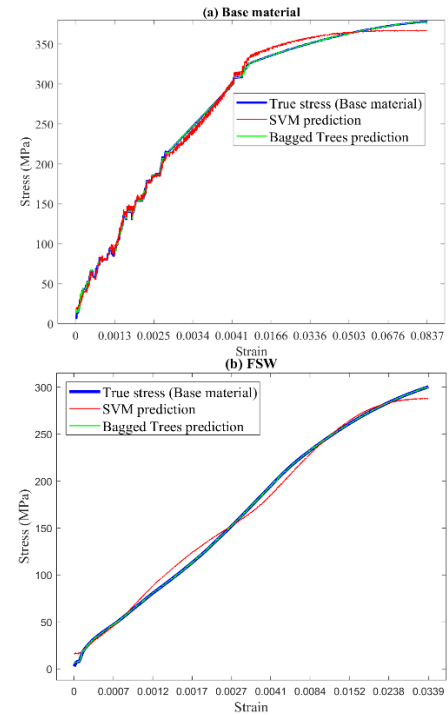 (a) Base material
350
300
250
200
150
100
50
0
Stress (MPa)
True stress (Base material)
SVM prediction
Bagged Trees prediction
0 0.0013 0.0025 0.0034 0.0041 0.0166 0.0336 0.0503 0.0676 0.0837
Strain
(b) FSW
300
250
200
150
100
50
0
Stress (MPa)
True stress (Base material)
SVM prediction
Bagged Trees prediction
0 0.0007 0.0012 0.0017 0.0027 0.0041 0.0084 0.0152 0.0238 0.0339
Strain